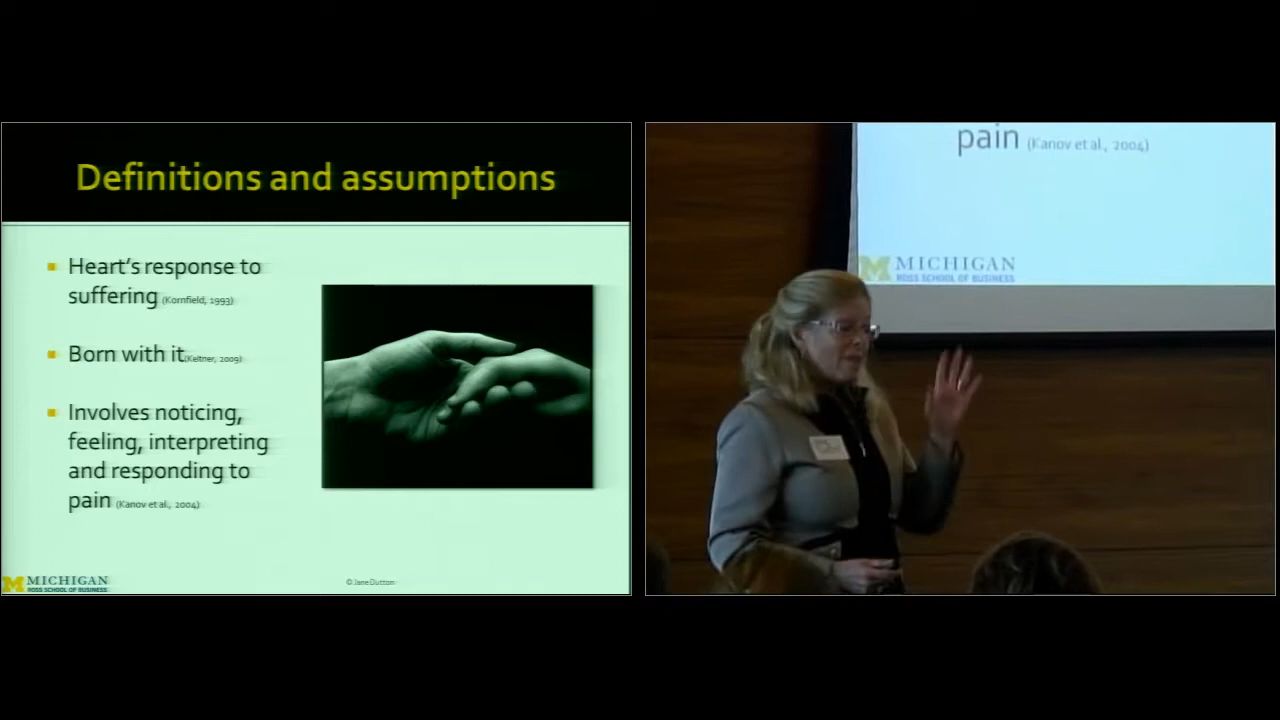 Definitions and assumptions
Heart's response to
suffering (Kornfield, 1993)
Born with it(Keltner, 2009)
Involves noticing,
feeling, interpreting
and responding to
pain (Kanov et al., 2004)
M MICHIGAN
ROSS SCHOOL OF BUSINESS
© Jane Dutton
pain (Kanov et al., 2004)
M MICHIGAN
ROSS SCHOOL OF BUSINESS